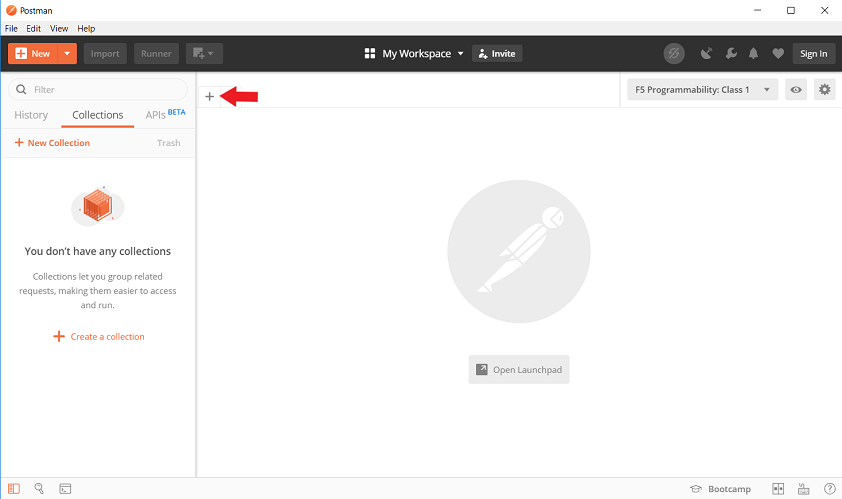 Postman
File Edit View Help
New Import Runner My Workspace Invite Sign In
Filter
F5 Programmability: Class 1
History Collections APIs BETA
New Collection Trash
You don't have any collections
Collections let you group related
requests, making them easier to access
and run.
Create a collection
Open Launchpad
Bootcamp